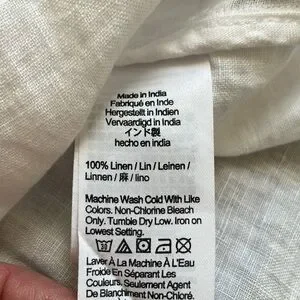 Made in India
Fabriqué en Inde
Hergestellt in Indien
Vervaardigd in India
インド製
hecho en india
100% Linen / Lin / Leinen /
Linnen / 麻 / lino
Machine Wash Cold With Like
Colors. Non-Chlorine Bleach
Only. Tumble Dry Low. Iron on
Lowest Setting.
Laver À La Machine À L'Eau
Froide En Séparant Les
Couleurs. Seulement Agent
De Blanchiment Non-Chloré.